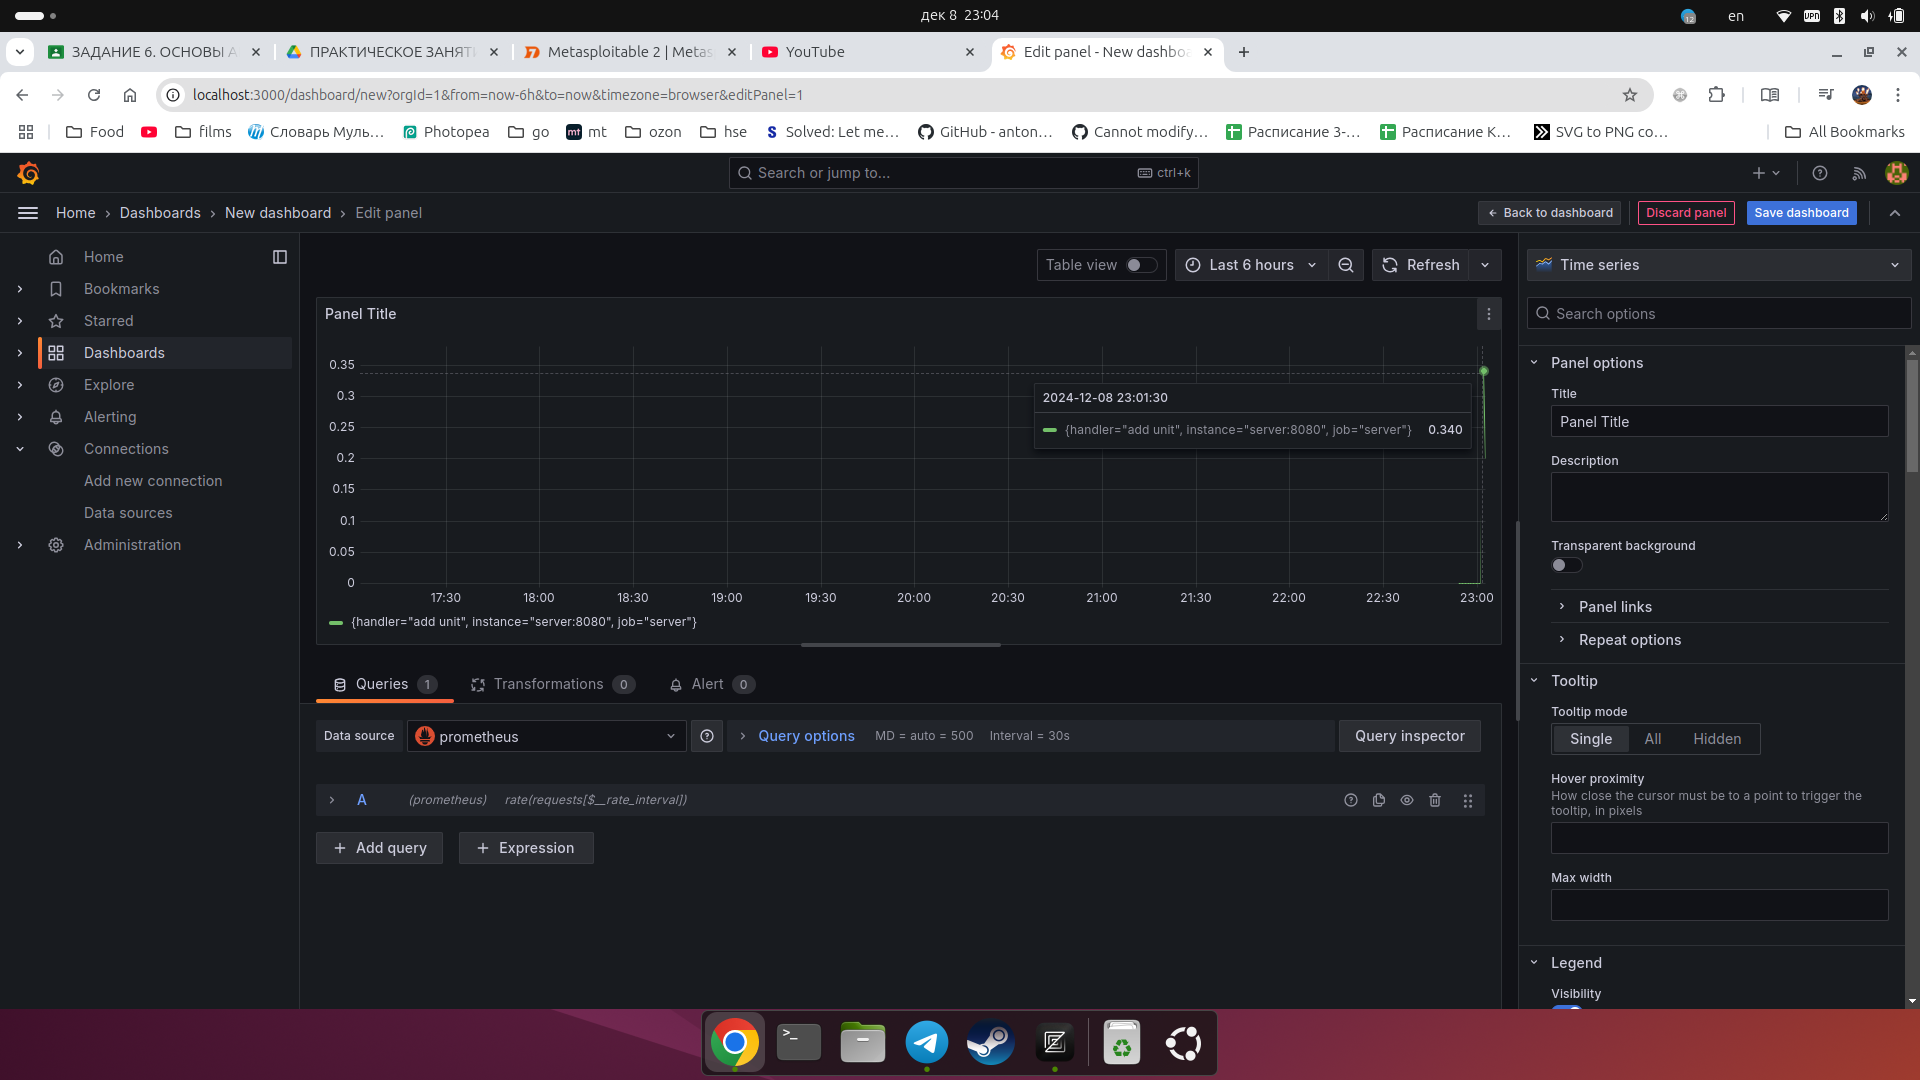 дек 8 23:04
12
en
VPN
ЗАДАНИЕ 6. ОСНОВЫ А
ПРАКТИЧЕСКОЕ ЗАНЯТ
Metasploitable 2 | Metas
YouTube
Edit panel - New dashboa
localhost:3000/dashboard/new?orgId=1&from=now-6h&to=now&timezone=browser&editPanel=1
Food
films
Словарь Муль…
Photopea
go
mt mt
ozon
hse
S Solved: Let me…
GitHub - anton…
Cannot modify…
Расписание 3-…
Расписание К…
SVG to PNG co…
All Bookmarks
Search or jump to...
ctrl+k
Home › Dashboards › New dashboard › Edit panel
← Back to dashboard
Discard panel
Save dashboard
Home
Bookmarks
Starred
Dashboards
Explore
Alerting
Connections
Add new connection
Data sources
Administration
Table view
Last 6 hours
Refresh
Panel Title
0.35
0.3
0.25
0.2
0.15
0.1
0.05
0
2024-12-08 23:01:30
{handler="add unit", instance="server:8080", job="server"} 0.340
17:30 18:00 18:30 19:00 19:30 20:00 20:30 21:00 21:30 22:00 22:30 23:00
{handler="add unit", instance="server:8080", job="server"}
Queries 1
Transformations 0
Alert 0
Data source
prometheus
Query options
MD = auto = 500
Interval = 30s
Query inspector
A (prometheus) rate(requests[$__rate_interval])
+ Add query
+ Expression
Time series
Search options
Panel options
Title
Panel Title
Description
Transparent background
Panel links
Repeat options
Tooltip
Tooltip mode
Single All Hidden
Hover proximity
How close the cursor must be to a point to trigger the
tooltip, in pixels
Max width
Legend
Visibility